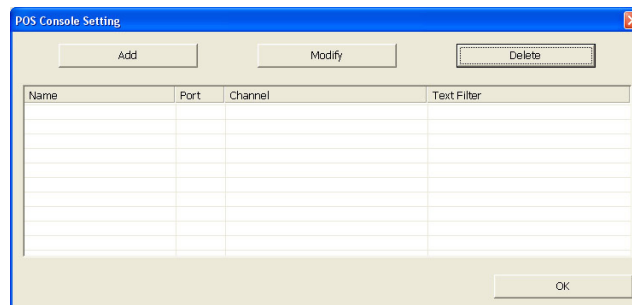 POS Console Setting
Add Modify Delete
Name Port Channel Text Filter
OK